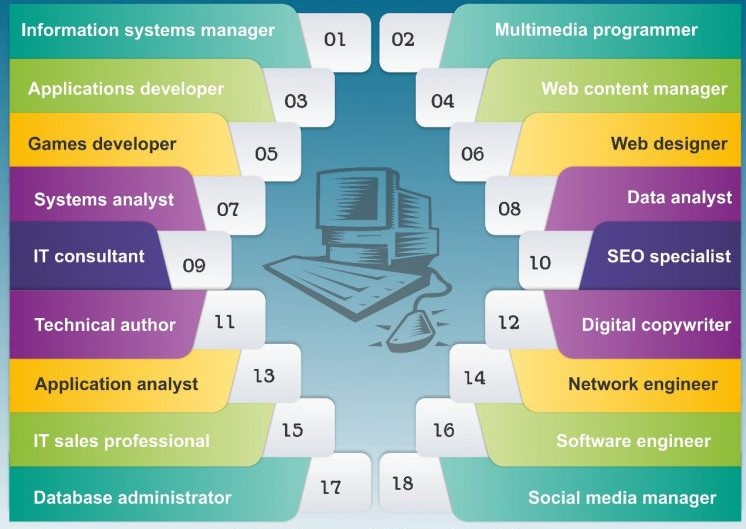 Information systems manager 01
02 Multimedia programmer
Applications developer 03
04 Web content manager
Games developer 05
06 Web designer
Systems analyst 07
08 Data analyst
IT consultant 09
10 SEO specialist
Technical author 11
12 Digital copywriter
Application analyst 13
14 Network engineer
IT sales professional 15
16 Software engineer
Database administrator 17
18 Social media manager